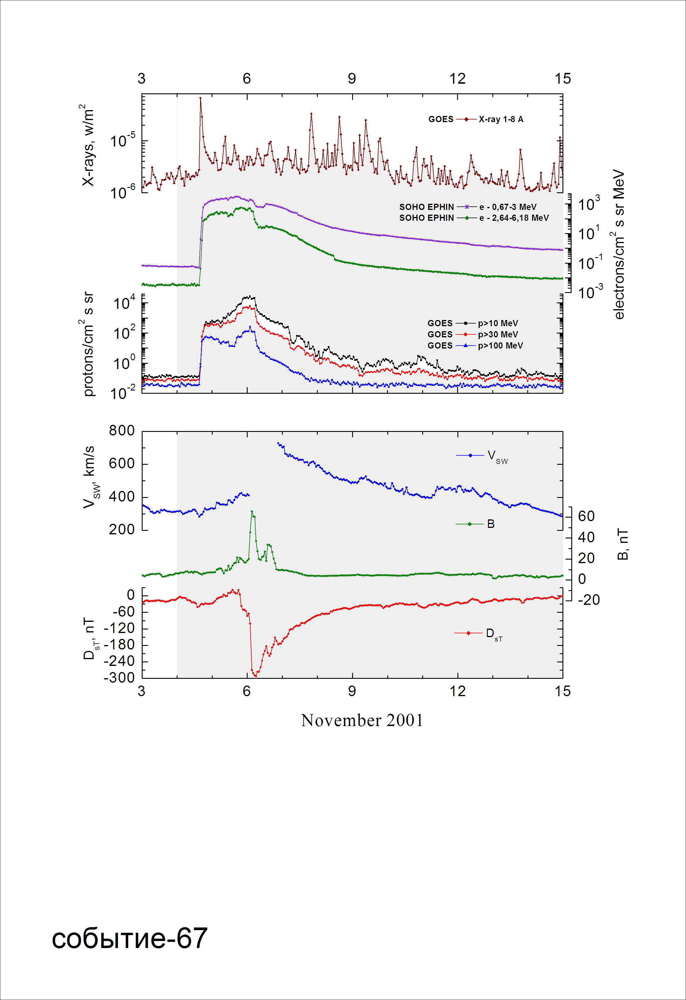 3 6 9 12 15
X-rays, w/m²
10⁻⁵
10⁻⁶
GOES X-ray 1-8 A
SOHO EPHIN e - 0,67-3 MeV
SOHO EPHIN e - 2,64-6,18 MeV
10³
10¹
10⁻¹
10⁻³
electrons/cm² s sr MeV
protons/cm² s sr
10⁴
10²
10⁰
10⁻²
GOES p>10 MeV
GOES p>30 MeV
GOES p>100 MeV
V_SW, km/s
800
600
400
200
V_SW
B
60
40
20
0
-20
B, nT
D_sT, nT
0
-60
-120
-180
-240
-300
D_sT
3 6 9 12 15
November 2001
событие-67